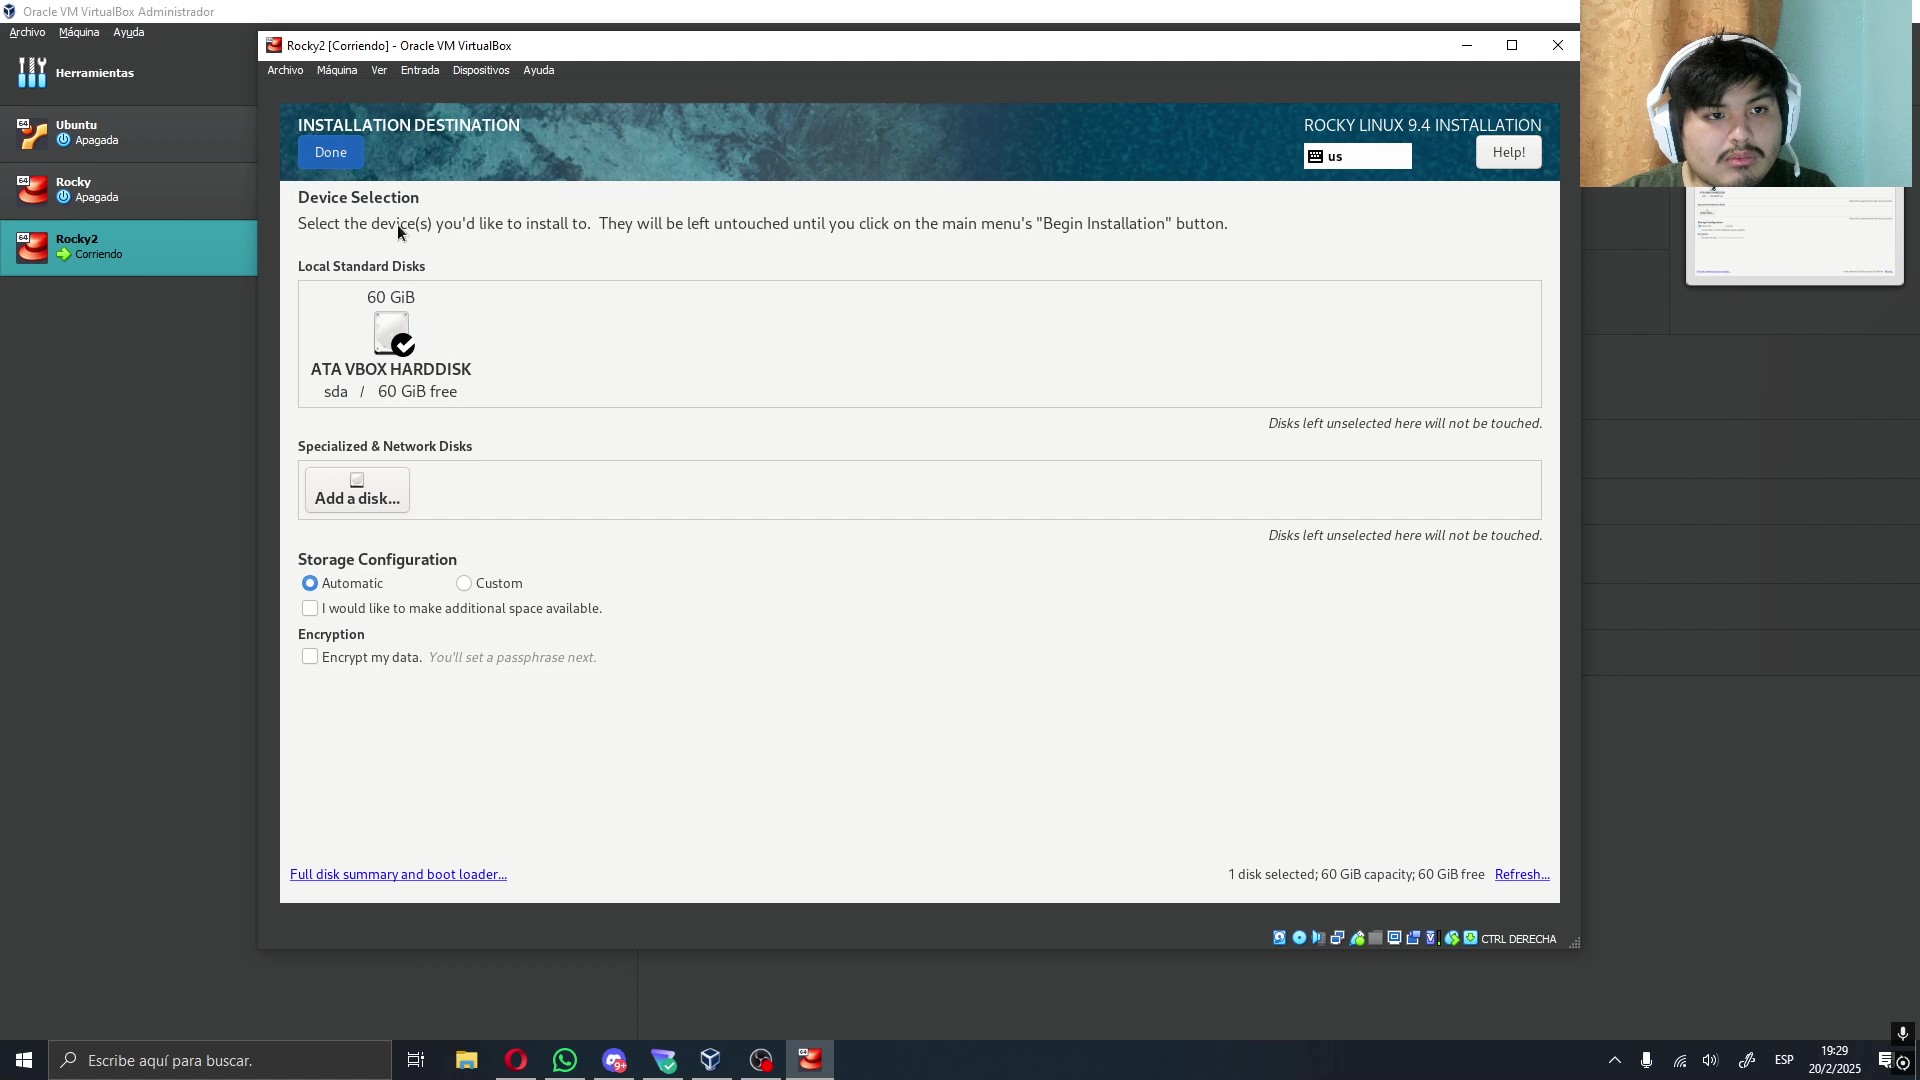 Oracle VM VirtualBox Administrador
Archivo Máquina Ayuda
Herramientas
64
Ubuntu
Apagada
64
Rocky
Apagada
64
Rocky2
Corriendo
Rocky2 [Corriendo] - Oracle VM VirtualBox
Archivo Máquina Ver Entrada Dispositivos Ayuda
INSTALLATION DESTINATION
Done
ROCKY LINUX 9.4 INSTALLATION
us
Help!
Device Selection
Select the device(s) you'd like to install to. They will be left untouched until you click on the main menu's "Begin Installation" button.
Local Standard Disks
60 GiB
ATA VBOX HARDDISK
sda / 60 GiB free
Disks left unselected here will not be touched.
Specialized & Network Disks
Add a disk...
Disks left unselected here will not be touched.
Storage Configuration
Automatic Custom
I would like to make additional space available.
Encryption
Encrypt my data. You'll set a passphrase next.
Full disk summary and boot loader...
1 disk selected; 60 GiB capacity; 60 GiB free Refresh...
CTRL DERECHA
Escribe aquí para buscar.
9+
64
ESP
19:29
20/2/2025